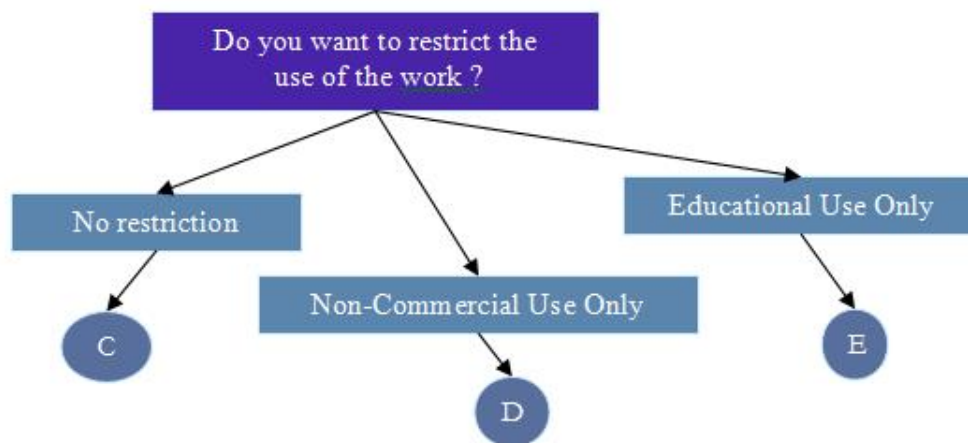 Do you want to restrict the
use of the work ?
No restriction
Educational Use Only
Non-Commercial Use Only
C
E
D